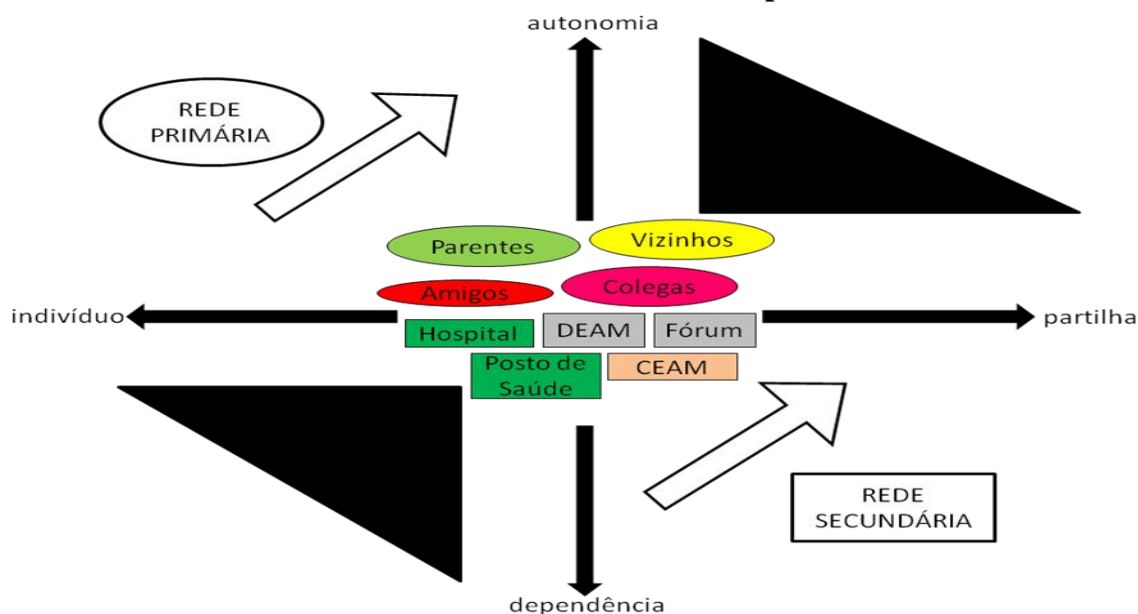 autonomia
REDE
PRIMÁRIA
Parentes
Vizinhos
Amigos
Colegas
indivíduo
partilha
Hospital
DEAM
Fórum
Posto de
Saúde
CEAM
REDE
SECUNDÁRIA
dependência